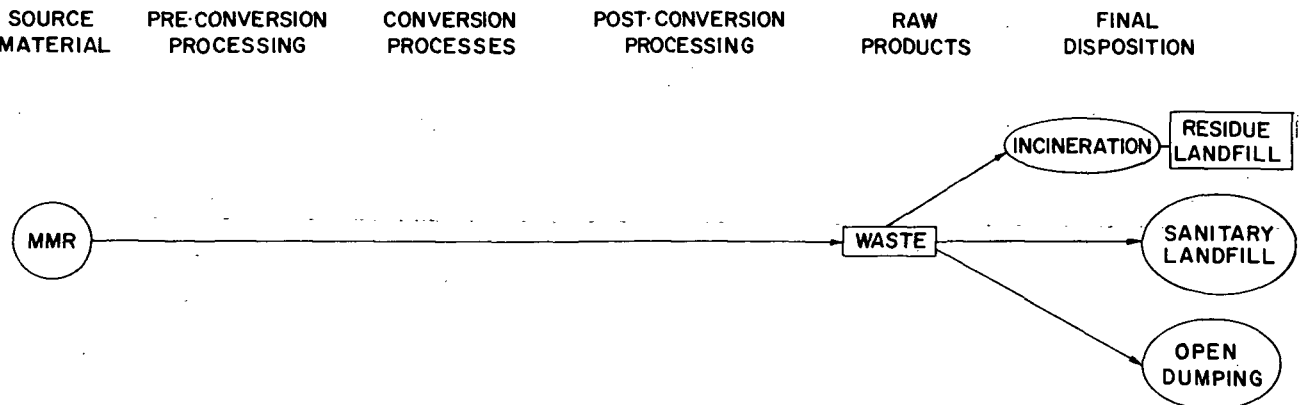 SOURCE
MATERIAL
PRE-CONVERSION
PROCESSING
CONVERSION
PROCESSES
POST-CONVERSION
PROCESSING
RAW
PRODUCTS
FINAL
DISPOSITION
INCINERATION
RESIDUE
LANDFILL
MMR
WASTE
SANITARY
LANDFILL
OPEN
DUMPING